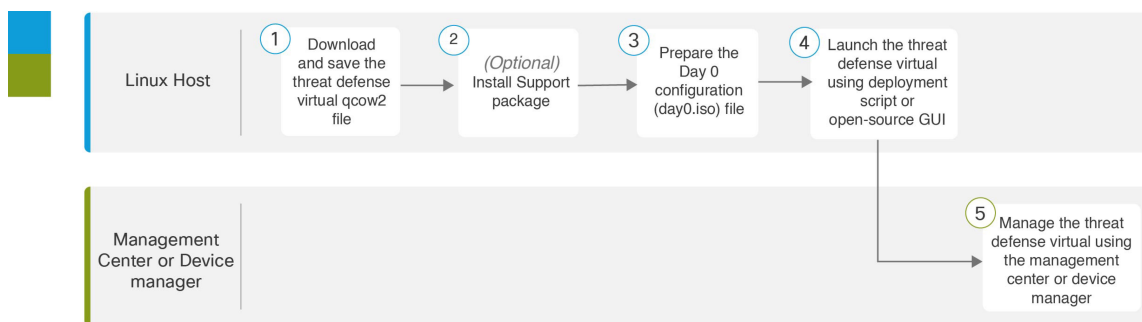 Linux Host
1
Download
and save the
threat defense
virtual qcow2
file
2
(Optional)
Install Support
package
3
Prepare the
Day 0
configuration
(day0.iso) file
4
Launch the threat
defense virtual
using deployment
script or
open-source GUI
Management
Center or Device
manager
5
Manage the threat
defense virtual using
the management
center or device
manager